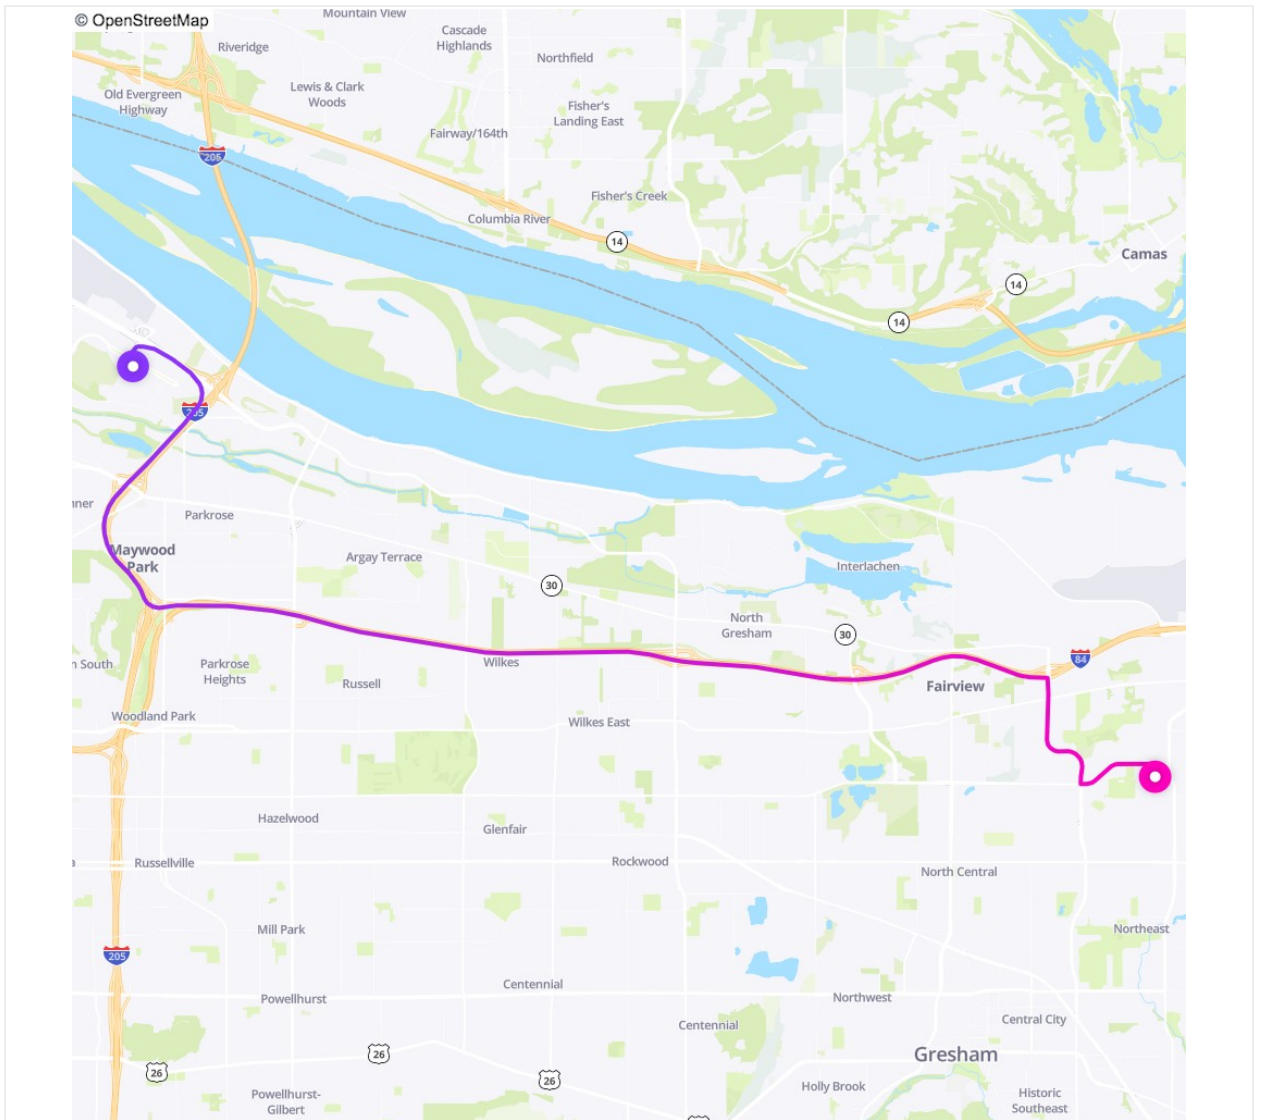 © OpenStreetMap
Mountain View
Riveridge
Cascade
Highlands
Northfield
Lewis & Clark
Woods
Old Evergreen
Highway
Fisher's
Landing East
Fairway/164th
205
Fisher's Creek
Columbia River
14
Camas
14
14
205
Parkrose
Maywood
Park
Argay Terrace
Interlachen
30
North
Gresham
30
n South
Parkrose
Heights
Wilkes
84
Russell
Fairview
Woodland Park
Wilkes East
Hazelwood
Glenfair
Russellville
Rockwood
North Central
Mill Park
Northeast
205
Powellhurst
Centennial
Northwest
Centennial
Central City
Gresham
26
26
26
Powellhurst-
Gilbert
Holly Brook
Historic
Southeast